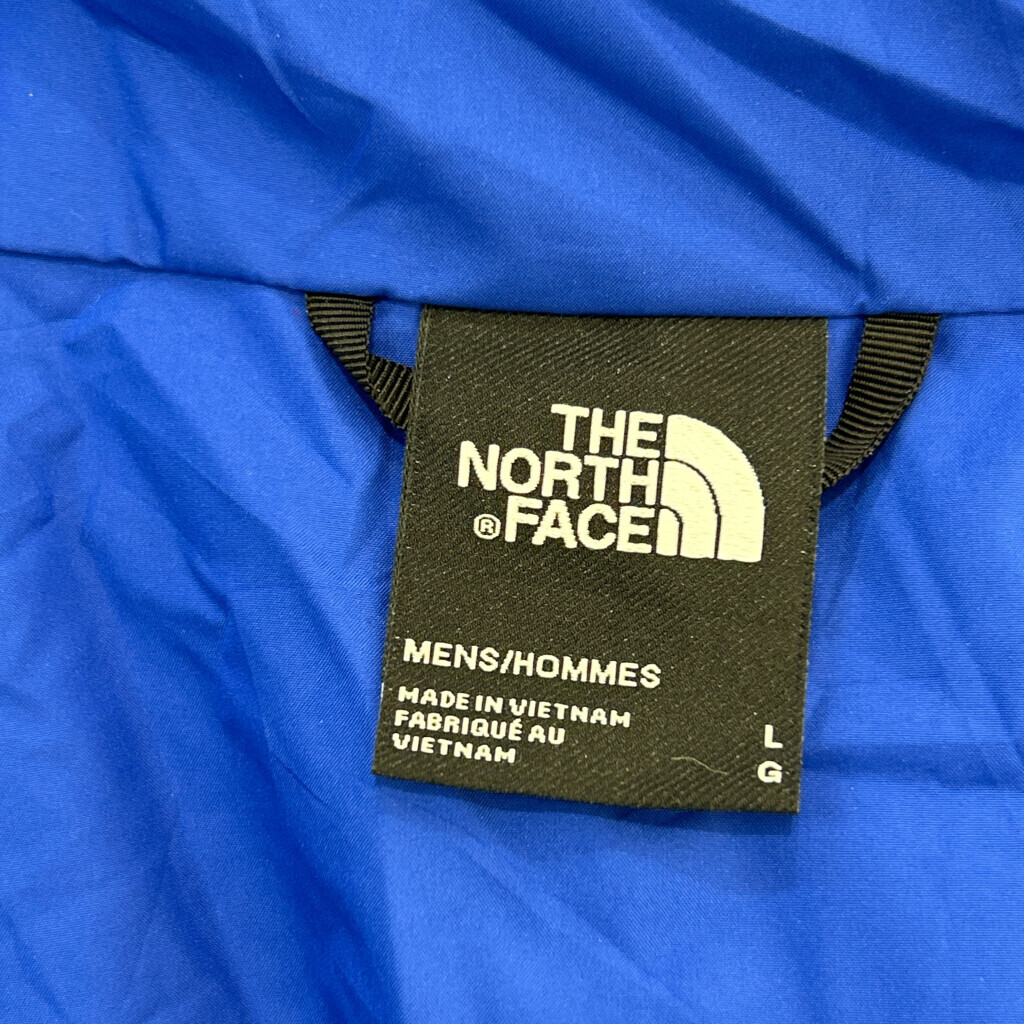 THE
NORTH
® FACE
MENS/HOMMES
MADE IN VIETNAM
FABRIQUÉ AU
VIETNAM
L
G